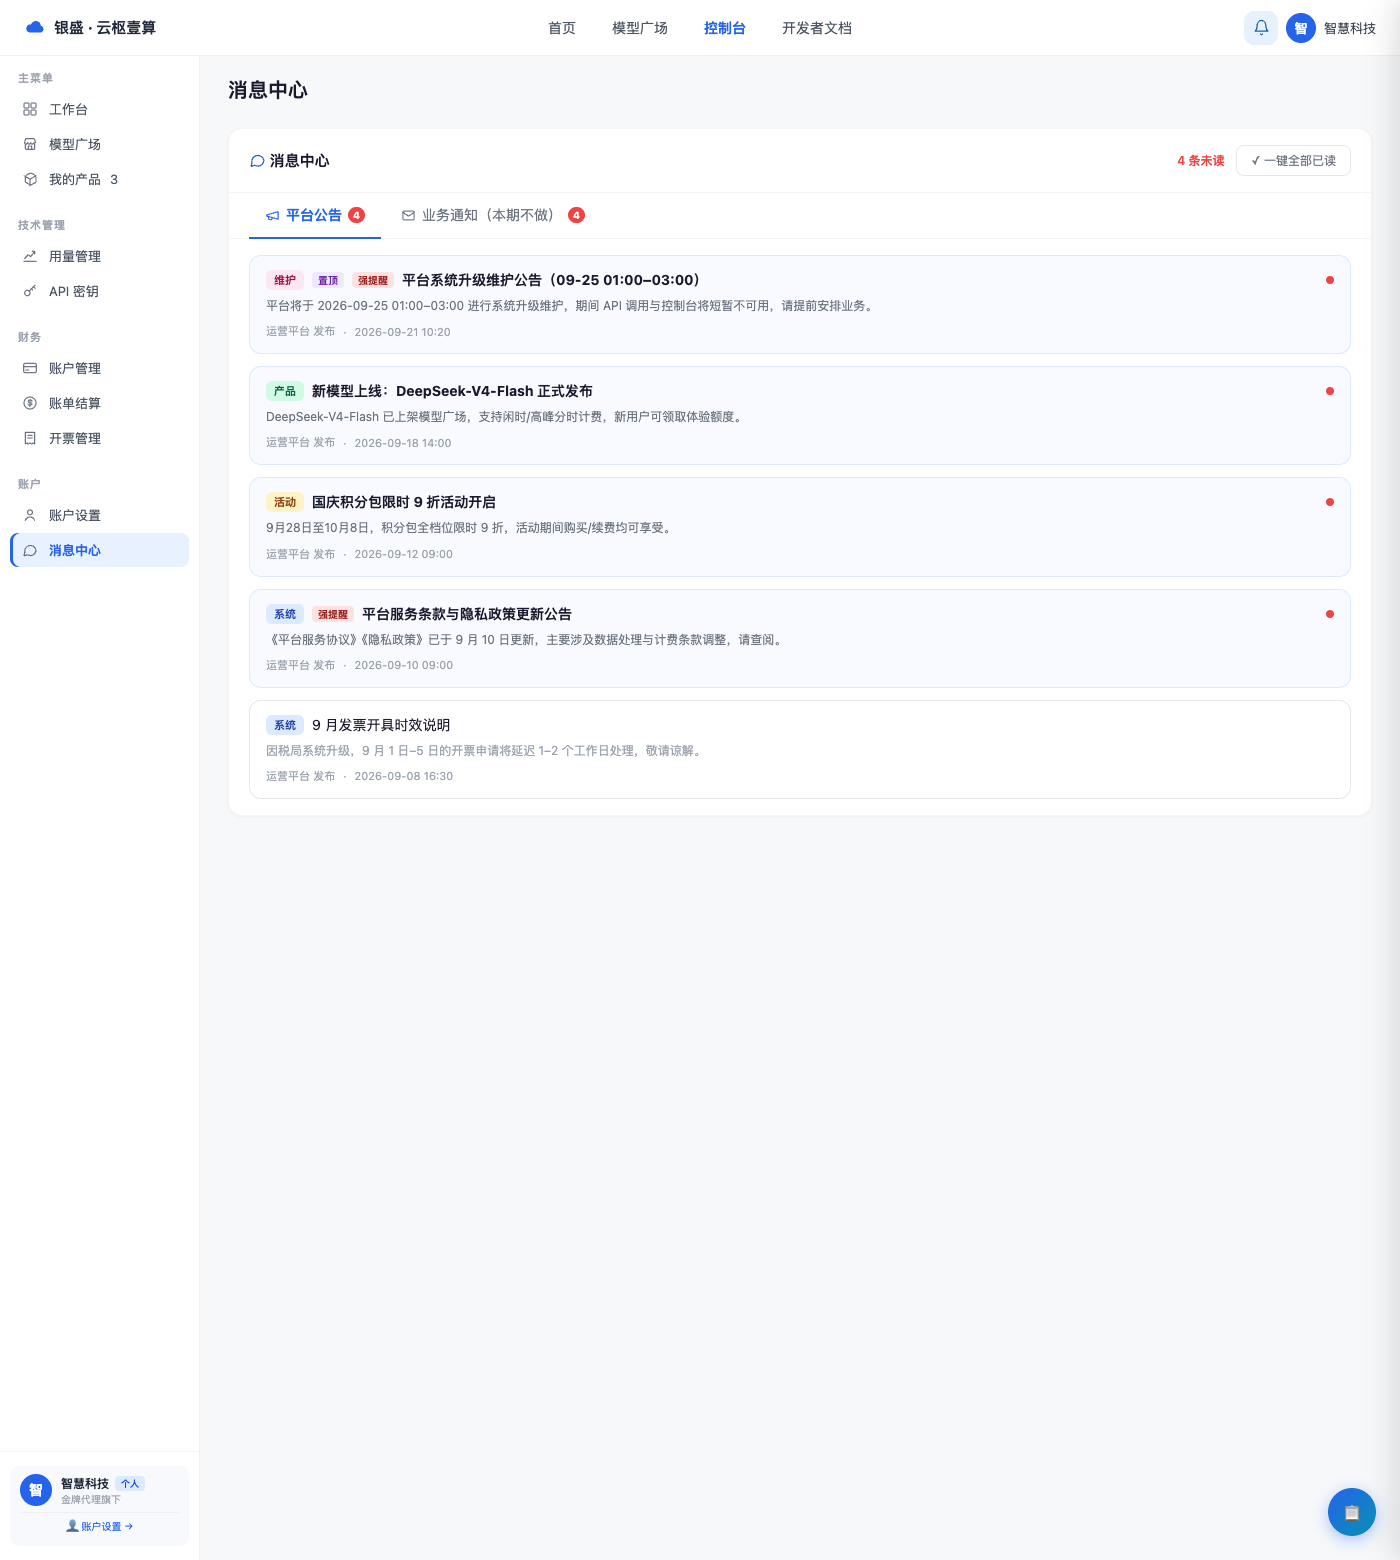 银盛 · 云枢壹算
首页 模型广场 控制台 开发者文档
智 智慧科技
主菜单
工作台
模型广场
我的产品 3
技术管理
用量管理
API 密钥
财务
账户管理
账单结算
开票管理
账户
账户设置
消息中心
智 智慧科技 个人
金牌代理旗下
账户设置 →
消息中心
消息中心
4 条未读 ✓ 一键全部已读
平台公告 4 业务通知（本期不做） 4
维护 置顶 强提醒 平台系统升级维护公告（09-25 01:00–03:00）
平台将于 2026-09-25 01:00–03:00 进行系统升级维护，期间 API 调用与控制台将短暂不可用，请提前安排业务。
运营平台 发布 · 2026-09-21 10:20
产品 新模型上线：DeepSeek-V4-Flash 正式发布
DeepSeek-V4-Flash 已上架模型广场，支持闲时/高峰分时计费，新用户可领取体验额度。
运营平台 发布 · 2026-09-18 14:00
活动 国庆积分包限时 9 折活动开启
9月28日至10月8日，积分包全档位限时 9 折，活动期间购买/续费均可享受。
运营平台 发布 · 2026-09-12 09:00
系统 强提醒 平台服务条款与隐私政策更新公告
《平台服务协议》《隐私政策》已于 9 月 10 日更新，主要涉及数据处理与计费条款调整，请查阅。
运营平台 发布 · 2026-09-10 09:00
系统 9 月发票开具时效说明
因税局系统升级，9 月 1 日–5 日的开票申请将延迟 1–2 个工作日处理，敬请谅解。
运营平台 发布 · 2026-09-08 16:30